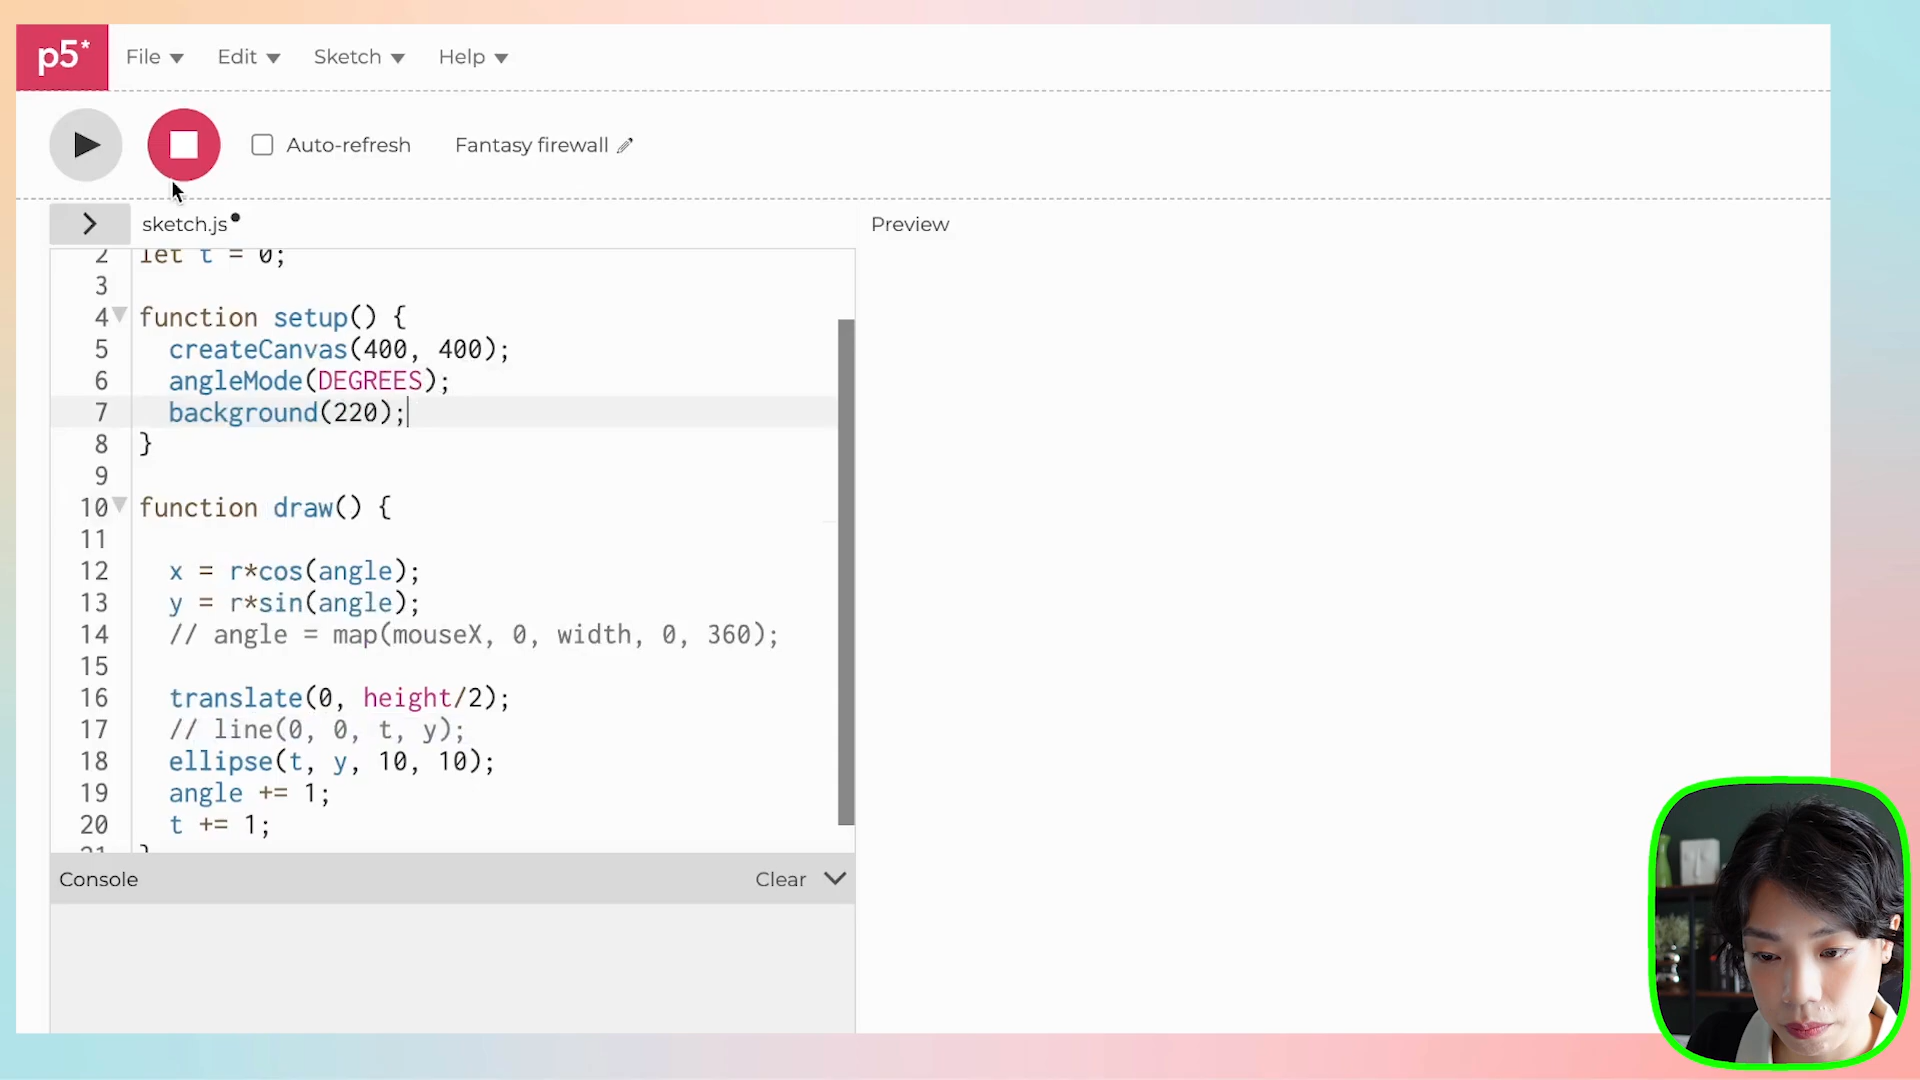 p5* File Edit Sketch Help
Auto-refresh Fantasy firewall
sketch.js Preview
2 let t = 0;
3
4 function setup() {
5 createCanvas(400, 400);
6 angleMode(DEGREES);
7 background(220);
8 }
9
10 function draw() {
11
12 x = r*cos(angle);
13 y = r*sin(angle);
14 // angle = map(mouseX, 0, width, 0, 360);
15
16 translate(0, height/2);
17 // line(0, 0, t, y);
18 ellipse(t, y, 10, 10);
19 angle += 1;
20 t += 1;
21 }
Console Clear